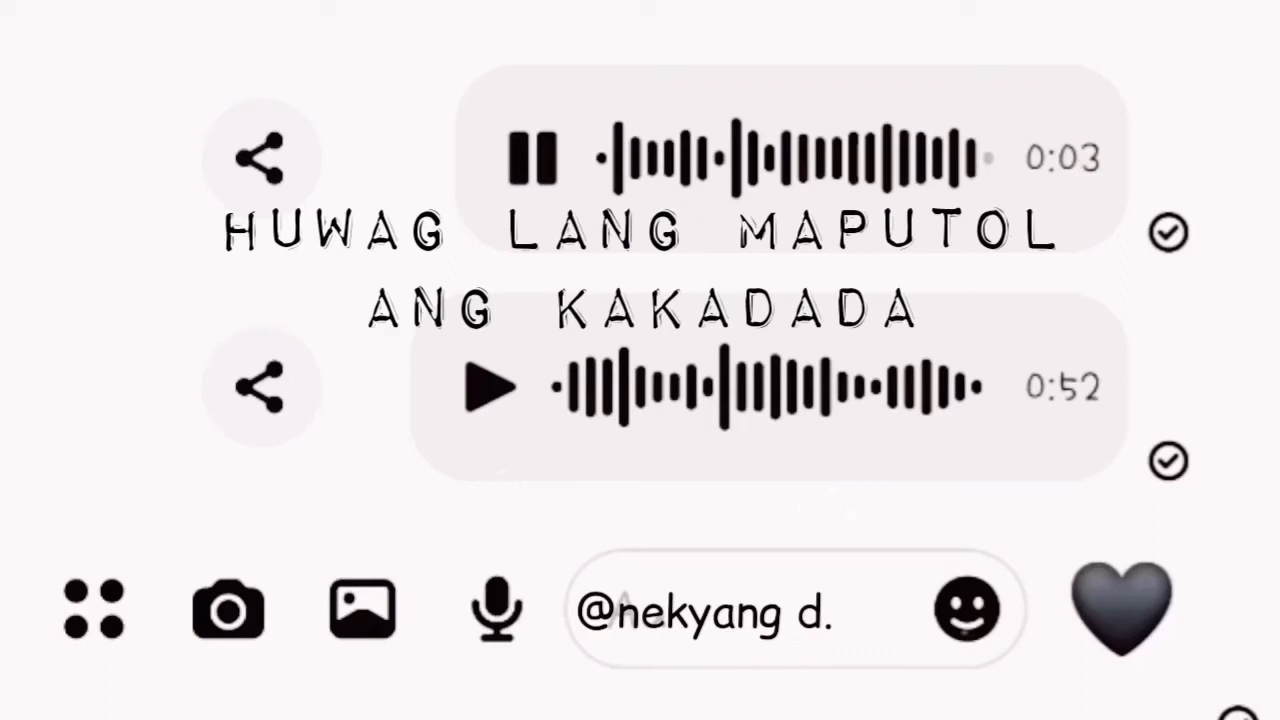 0:03
HUWAG LANG MAPUTOL
ANG KAKADADA
0:52
@nekyang d.